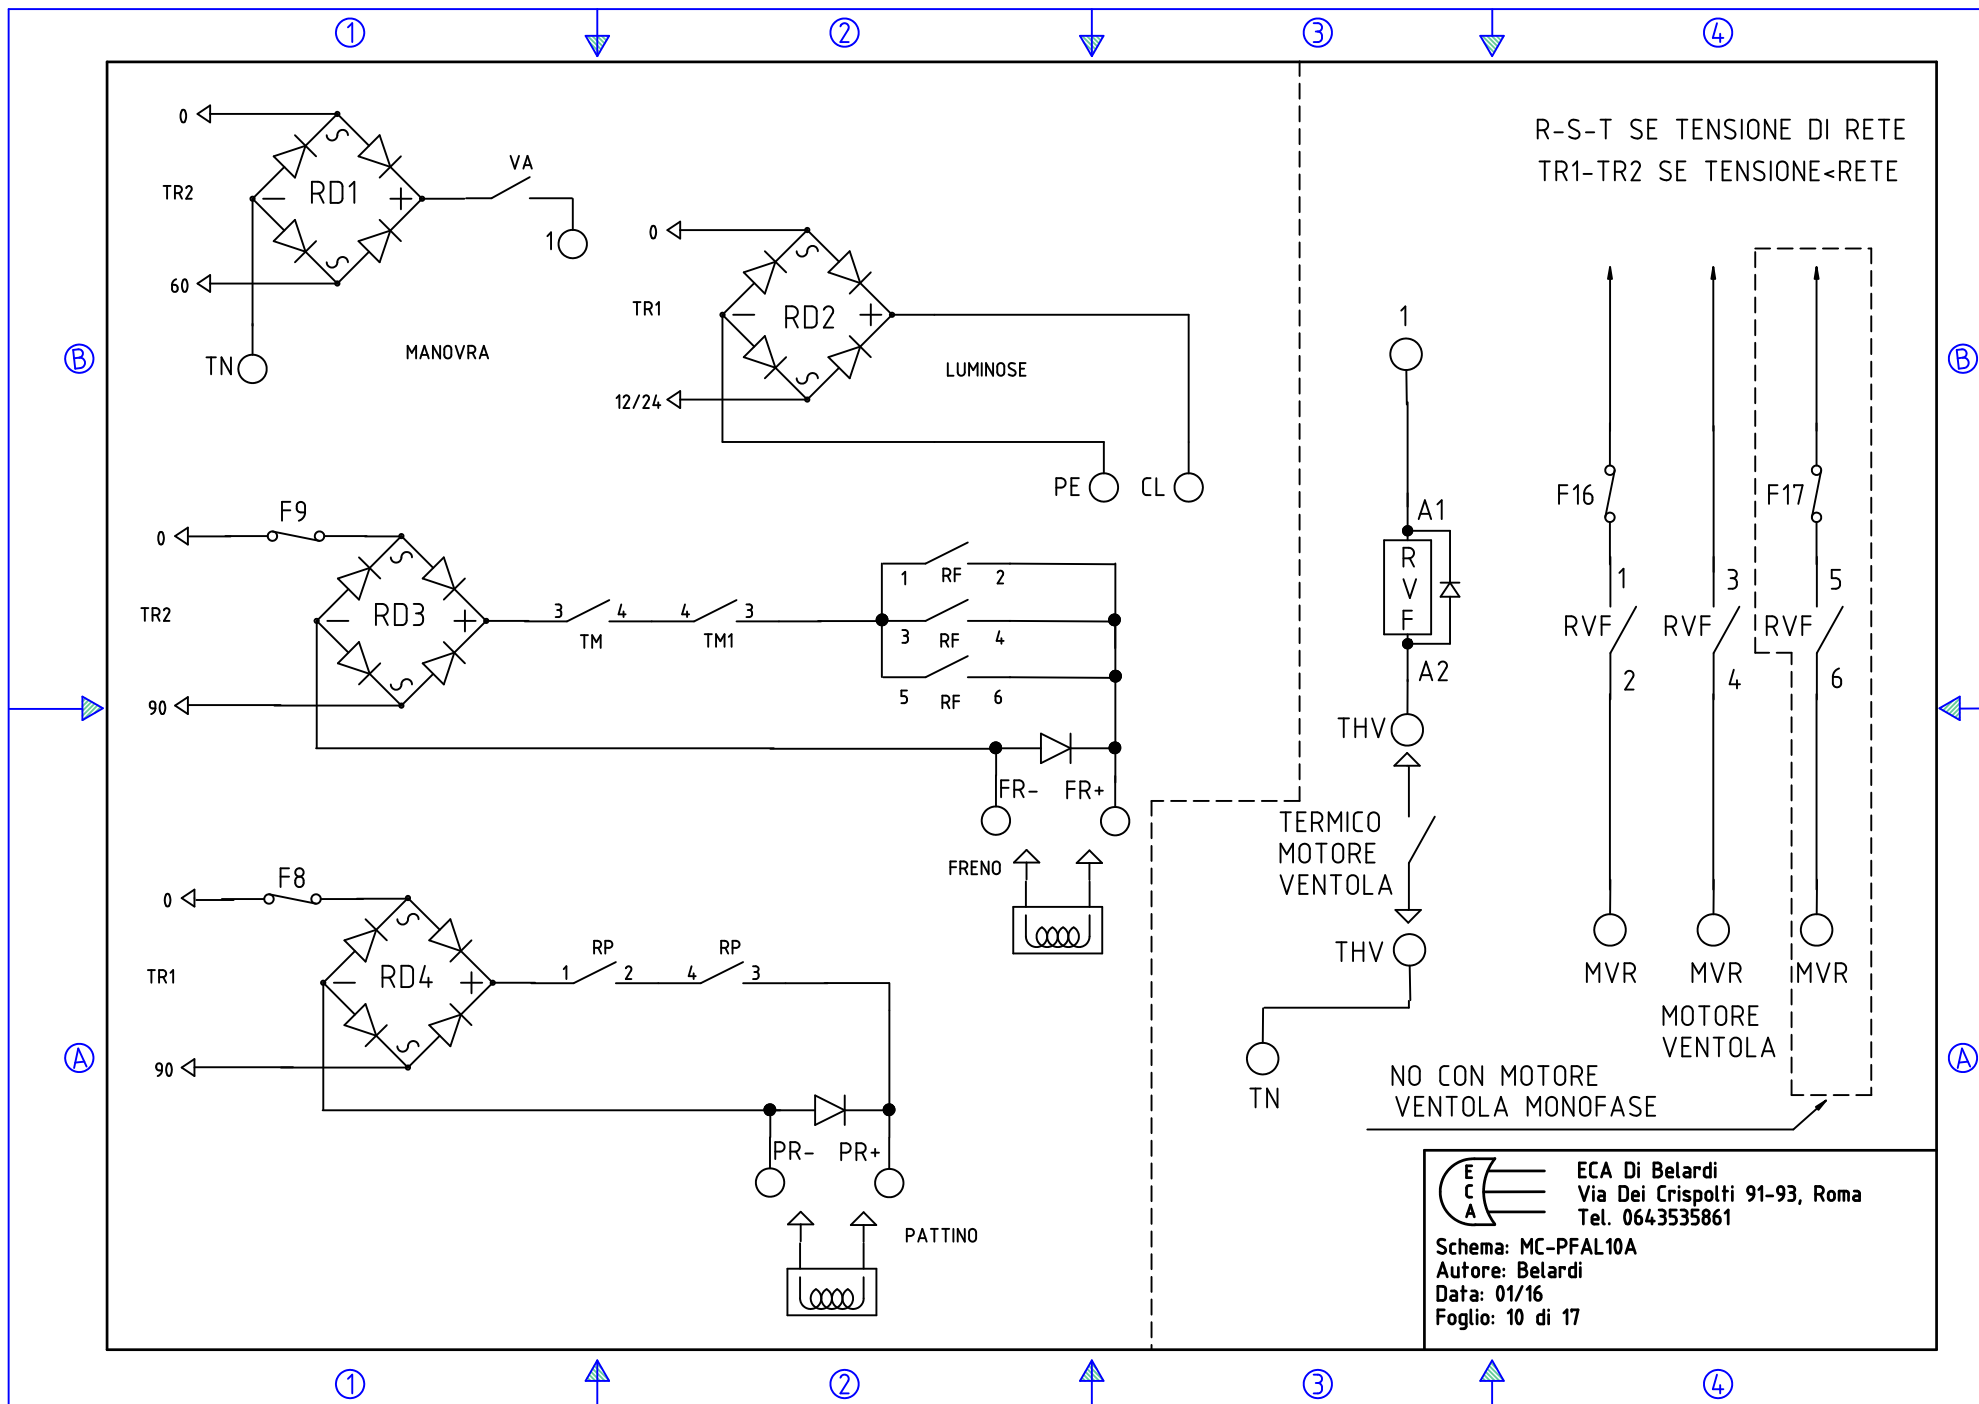 1 2 3 4
R-S-T SE TENSIONE DI RETE
TR1-TR2 SE TENSIONE<RETE
0
TR2
RD1
60
TN
VA
1
MANOVRA
0
TR1
RD2
12/24
LUMINOSE
PE CL
B B
F9
0
TR2
RD3
90
3 4
TM
4 3
TM1
1 RF 2
3 RF 4
5 RF 6
FR- FR+
FRENO
F8
0
TR1
RD4
90
RP
1 2
RP
4 3
PR- PR+
PATTINO
1
A1
R
V
F
A2
THV
TERMICO
MOTORE
VENTOLA
THV
TN
F16 F17
1 3 5
RVF RVF RVF
2 4 6
MVR MVR MVR
MOTORE
VENTOLA
NO CON MOTORE
VENTOLA MONOFASE
A A
E
C
A
ECA Di Belardi
Via Dei Crispolti 91-93, Roma
Tel. 0643535861
Schema: MC-PFAL10A
Autore: Belardi
Data: 01/16
Foglio: 10 di 17
1 2 3 4